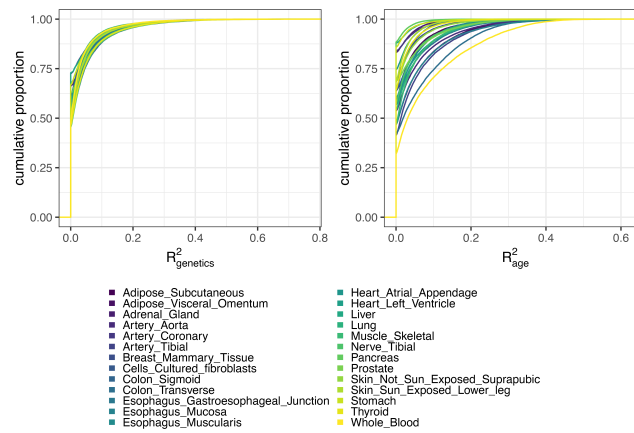 1.00
0.75
0.50
0.25
0.00
cumulative proportion
0.0 0.2 0.4 0.6 0.8
R²genetics
1.00
0.75
0.50
0.25
0.00
cumulative proportion
0.0 0.2 0.4 0.6
R²age
Adipose_Subcutaneous
Adipose_Visceral_Omentum
Adrenal_Gland
Artery_Aorta
Artery_Coronary
Artery_Tibial
Breast_Mammary_Tissue
Cells_Cultured_fibroblasts
Colon_Sigmoid
Colon_Transverse
Esophagus_Gastroesophageal_Junction
Esophagus_Mucosa
Esophagus_Muscularis
Heart_Atrial_Appendage
Heart_Left_Ventricle
Liver
Lung
Muscle_Skeletal
Nerve_Tibial
Pancreas
Prostate
Skin_Not_Sun_Exposed_Suprapubic
Skin_Sun_Exposed_Lower_leg
Stomach
Thyroid
Whole_Blood